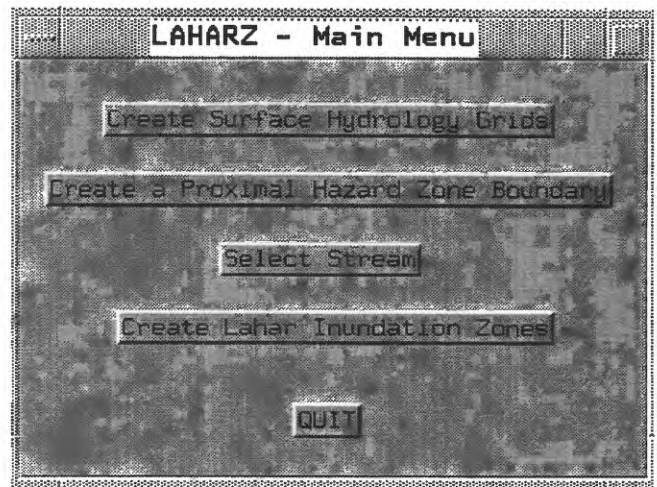 LAHARZ - Main Menu
Create Surface Hydrology Grids
Create a Proximal Hazard Zone Boundary
Select Stream
Create Lahar Inundation Zones
QUIT